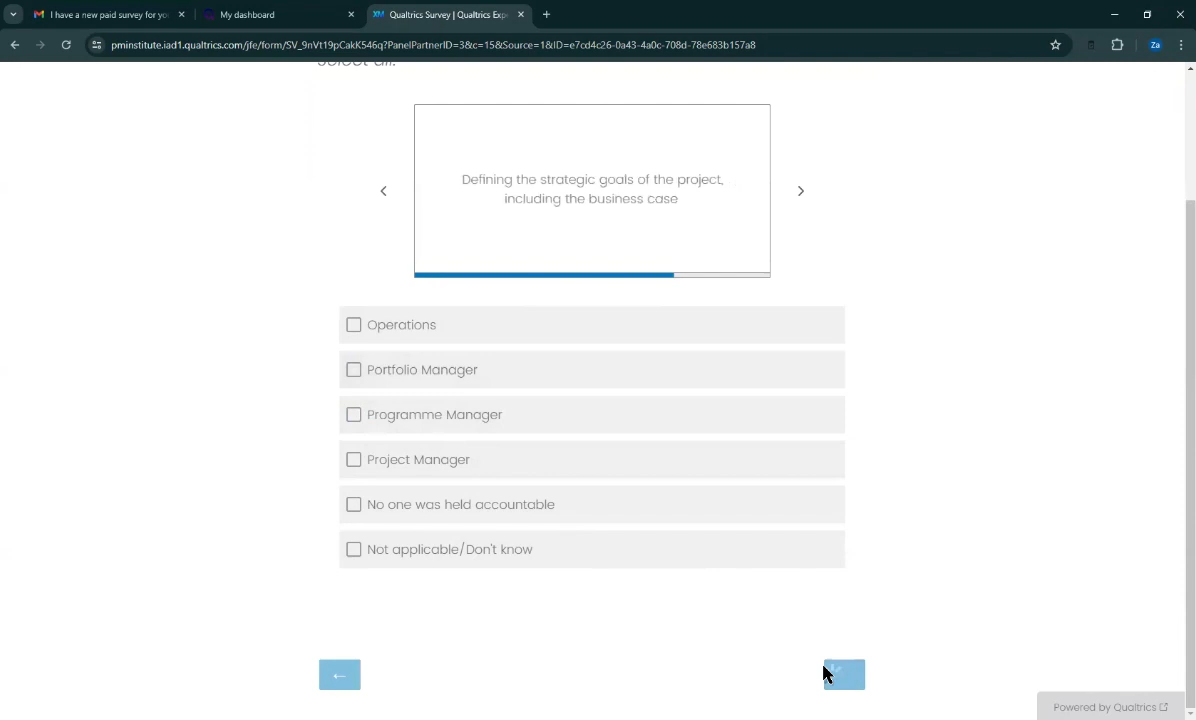 I have a new paid survey for yo
My dashboard
Qualtrics Survey | Qualtrics Exp
pminstitute.iad1.qualtrics.com/jfe/form/SV_9nVt19pCakK546q?PanelPartnerID=3&c=15&Source=1&ID=e7cd4c26-0a43-4a0c-708d-78e683b157a8
Za
Select all.
Defining the strategic goals of the project,
including the business case
Operations
Portfolio Manager
Programme Manager
Project Manager
No one was held accountable
Not applicable/Don't know
←
Powered by Qualtrics